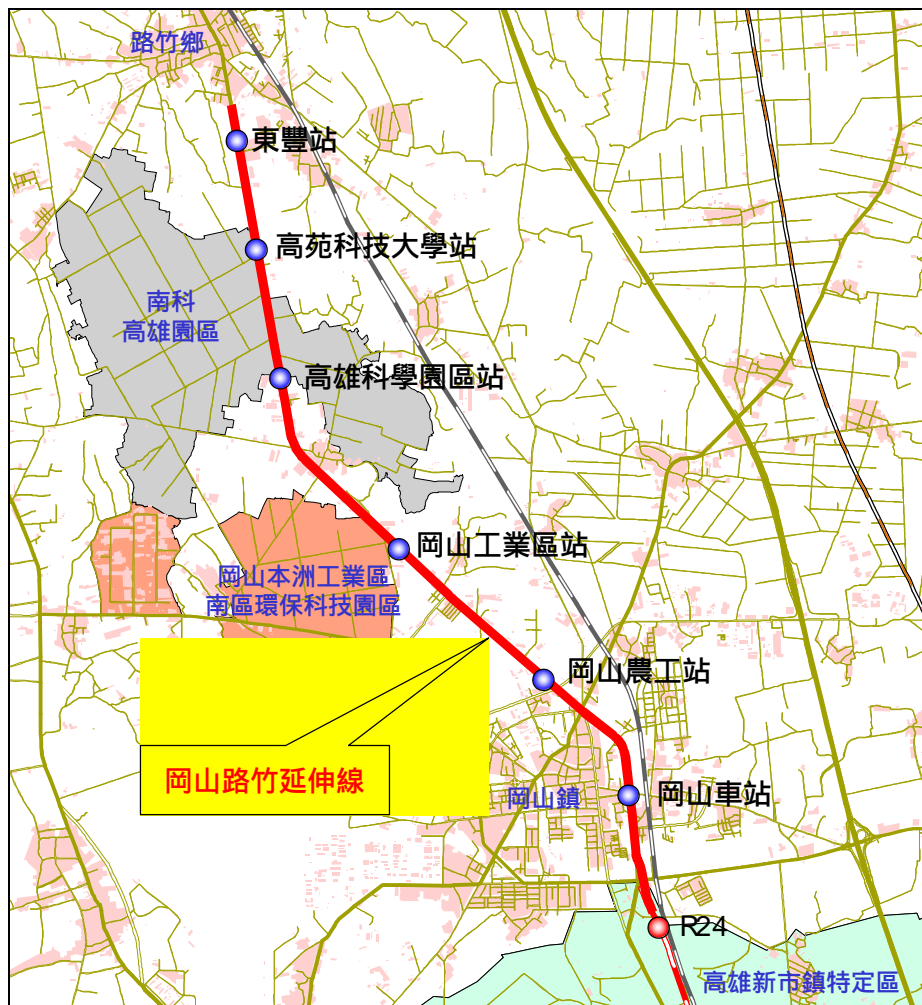 路竹鄉
東豐站
高苑科技大學站
南科
高雄園區
高雄科學園區站
岡山工業區站
岡山本洲工業區
南區環保科技園區
岡山農工站
岡山路竹延伸線
岡山鎮
岡山車站
R24
高雄新市鎮特定區